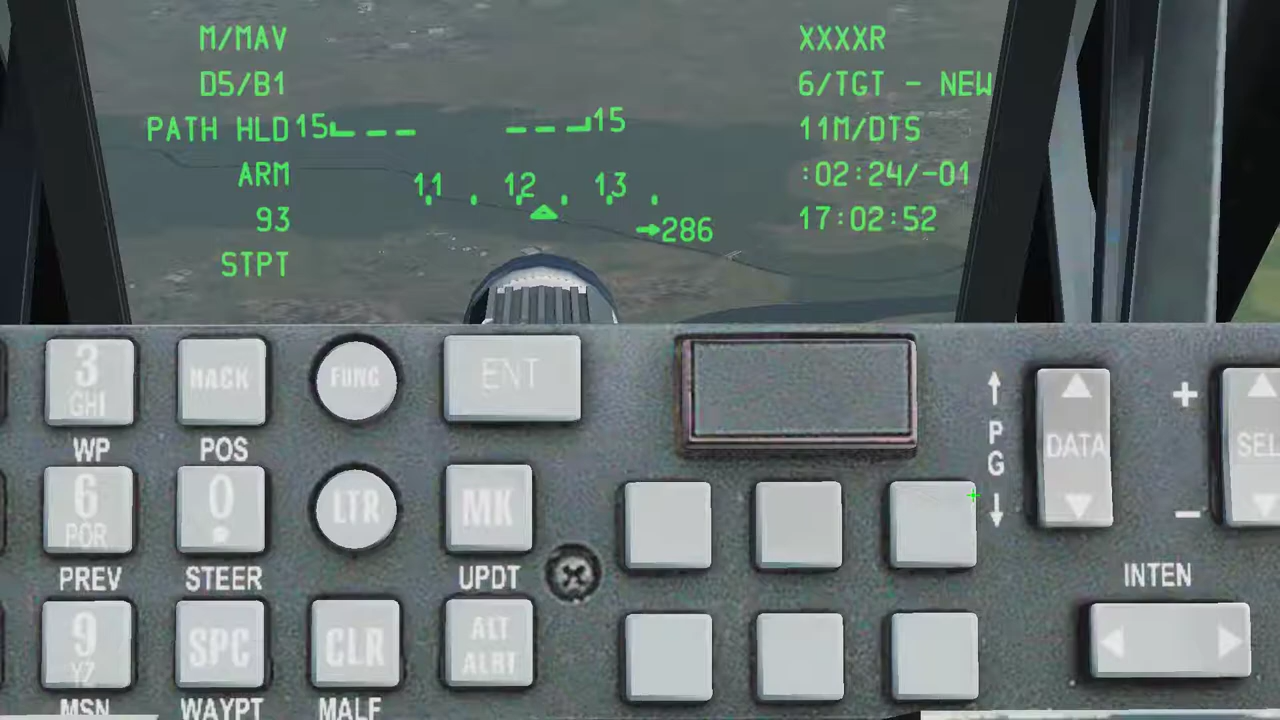 M/MAV
XXXXR
D5/B1
6/TGT - NEW
PATH HLD 15 15
11M/DTS
ARM
11 12 13
:02:24/-01
93
286
17:02:52
STPT
3
GHI
HACK
FUNC
ENT
PG
DATA
+
SEL
WP
POS
6
PQR
0
LTR
MK
-
PREV
STEER
UPDT
INTEN
9
YZ
SPC
CLR
ALT
ALRT
MSN
WAYPT
MALF